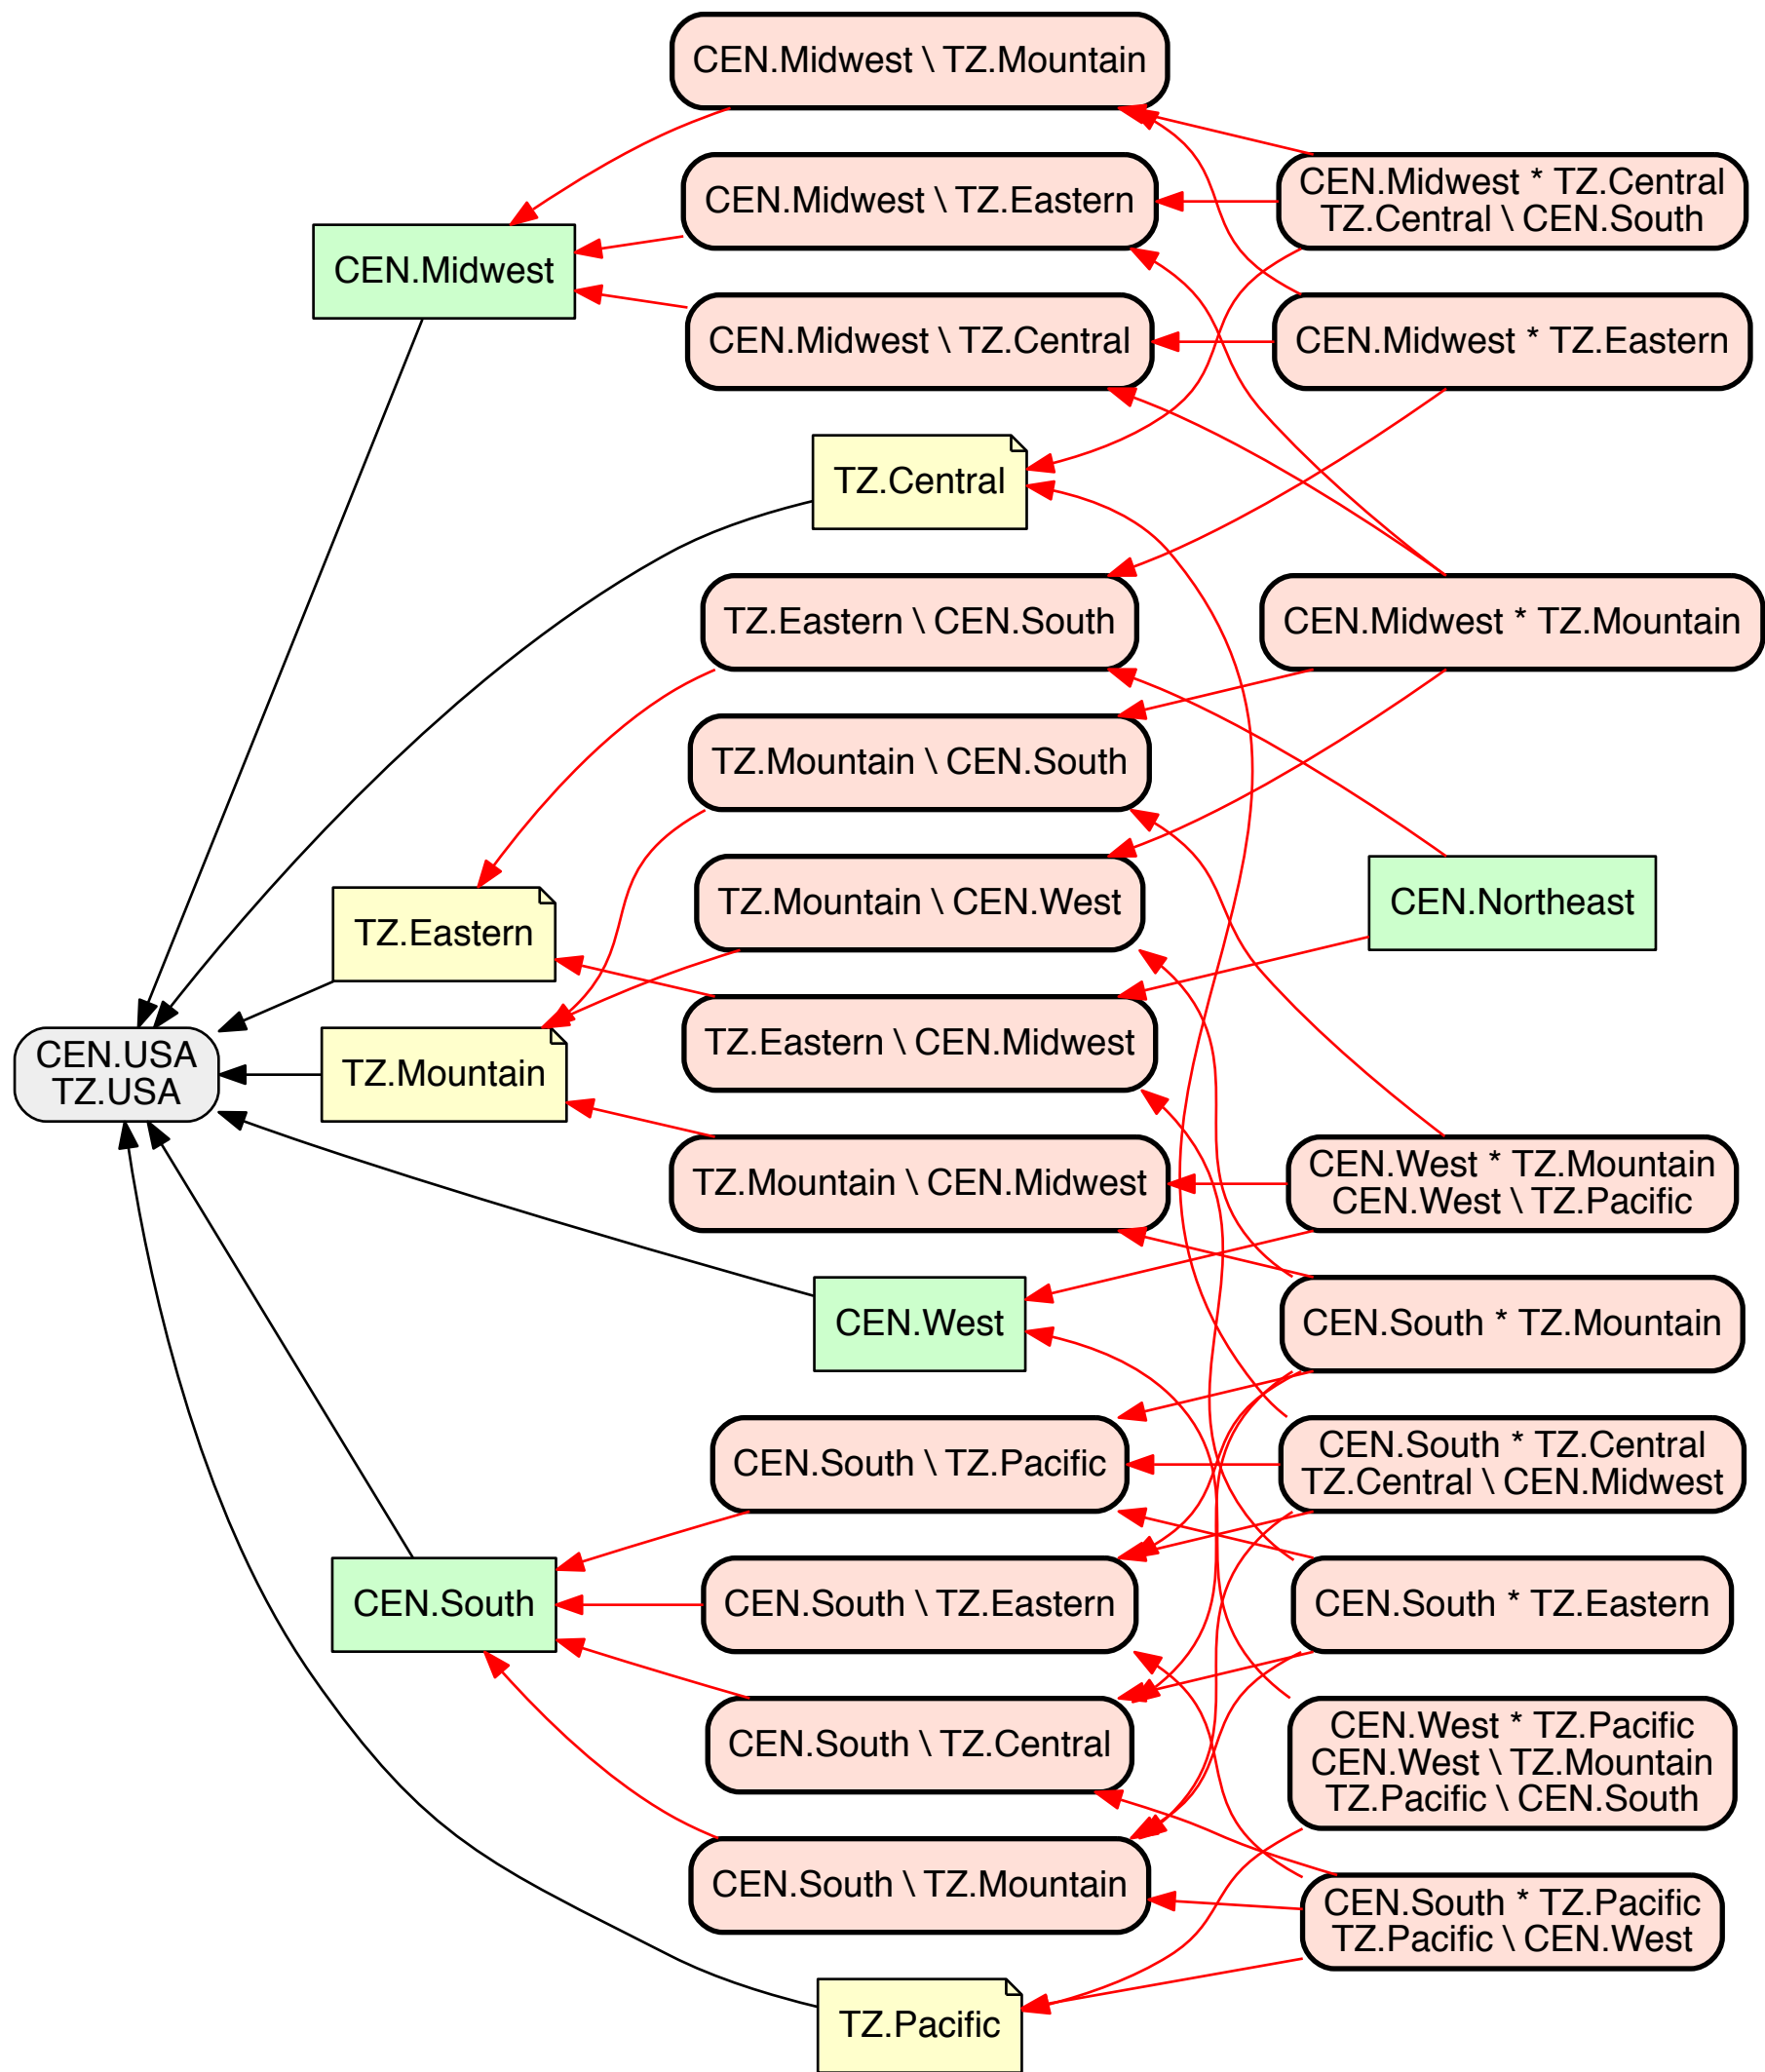 CEN.Midwest \ TZ.Mountain
CEN.Midwest \ TZ.Eastern
CEN.Midwest * TZ.Central
TZ.Central \ CEN.South
CEN.Midwest
CEN.Midwest \ TZ.Central
CEN.Midwest * TZ.Eastern
TZ.Central
TZ.Eastern \ CEN.South
CEN.Midwest * TZ.Mountain
TZ.Mountain \ CEN.South
TZ.Mountain \ CEN.West
CEN.Northeast
TZ.Eastern
TZ.Eastern \ CEN.Midwest
CEN.USA
TZ.USA
TZ.Mountain
TZ.Mountain \ CEN.Midwest
CEN.West * TZ.Mountain
CEN.West \ TZ.Pacific
CEN.West
CEN.South * TZ.Mountain
CEN.South \ TZ.Pacific
CEN.South * TZ.Central
TZ.Central \ CEN.Midwest
CEN.South
CEN.South \ TZ.Eastern
CEN.South * TZ.Eastern
CEN.South \ TZ.Central
CEN.West * TZ.Pacific
CEN.West \ TZ.Mountain
TZ.Pacific \ CEN.South
CEN.South \ TZ.Mountain
CEN.South * TZ.Pacific
TZ.Pacific \ CEN.West
TZ.Pacific